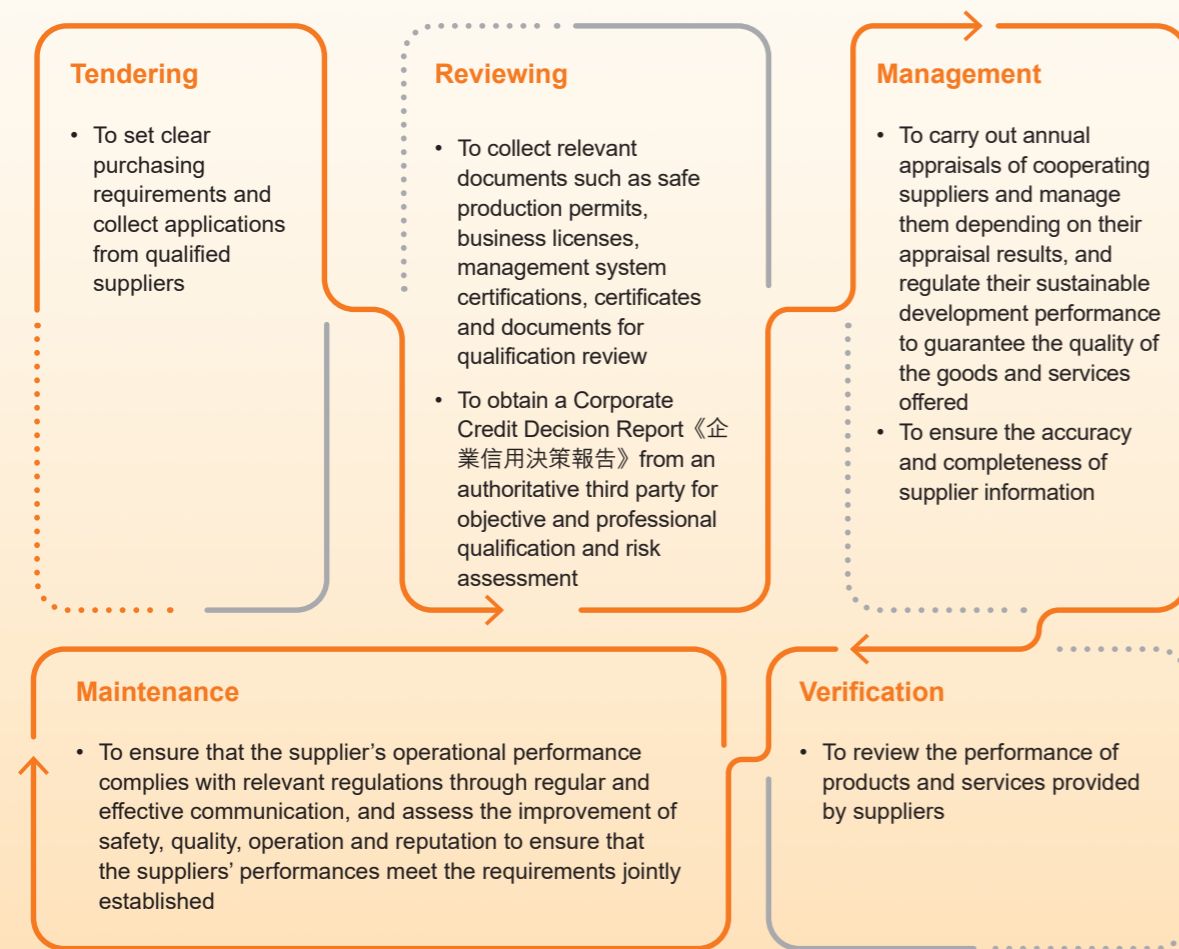 Tendering
• To set clear
purchasing
requirements and
collect applications
from qualified
suppliers
Reviewing
• To collect relevant
documents such as safe
production permits,
business licenses,
management system
certifications, certificates
and documents for
qualification review
• To obtain a Corporate
Credit Decision Report《企
業信用決策報告》from an
authoritative third party for
objective and professional
qualification and risk
assessment
Management
• To carry out annual
appraisals of cooperating
suppliers and manage
them depending on their
appraisal results, and
regulate their sustainable
development performance
to guarantee the quality of
the goods and services
offered
• To ensure the accuracy
and completeness of
supplier information
Maintenance
• To ensure that the supplier’s operational performance
complies with relevant regulations through regular and
effective communication, and assess the improvement of
safety, quality, operation and reputation to ensure that
the suppliers’ performances meet the requirements jointly
established
Verification
• To review the performance of
products and services provided
by suppliers